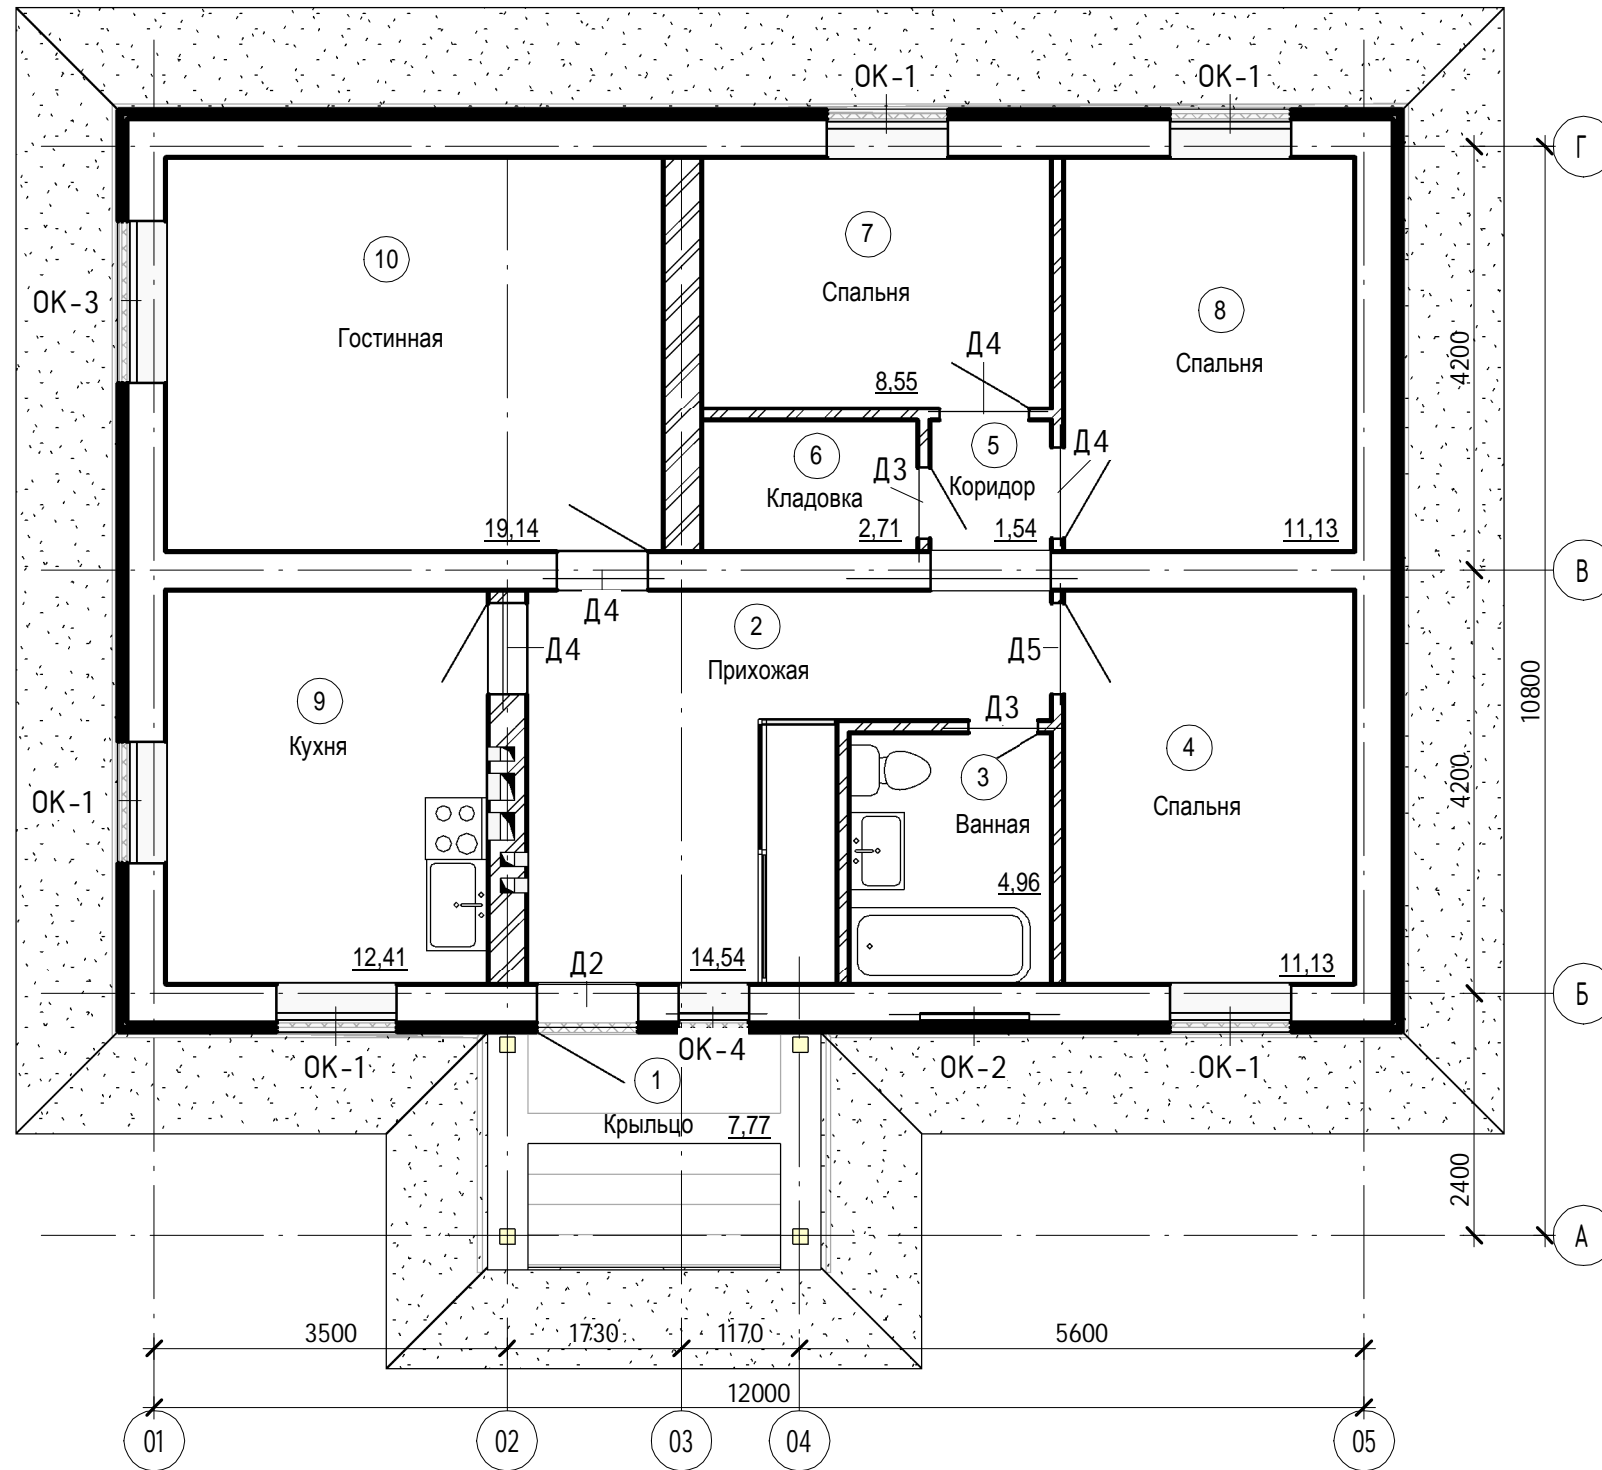 ОК-1
ОК-1
Г
7
10
Спальня
8
ОК-3
Гостинная
Д4
Спальня
4200
8,55
6
5
Д4
Д3
Кладовка
Коридор
19,14
2,71
1,54
11,13
В
Д4
2
Д4
Прихожая
Д5
10800
9
Д3
Кухня
4
3
ОК-1
Спальня
4200
Ванная
4,96
12,41
Д2
14,54
11,13
Б
ОК-1
ОК-4
ОК-2
ОК-1
1
Крыльцо
7,77
2400
А
3500
1730
1170
5600
12000
01
02
03
04
05